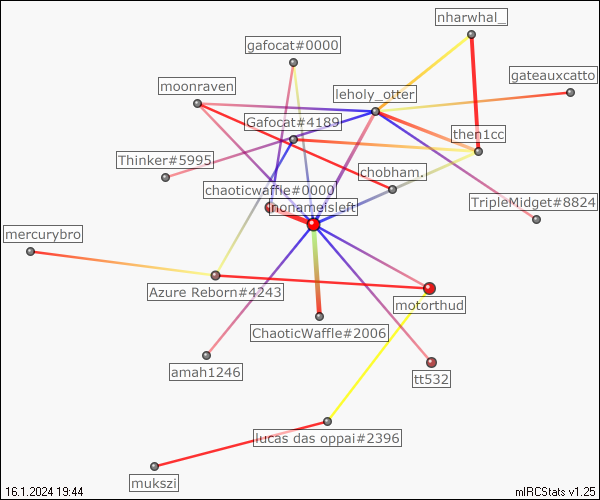 nharwhal_
gafocat#0000
gateauxcatto
moonraven
leholy_otter
Gafocat#4189
then1cc
Thinker#5995
chobham.
chaoticwaffle#0000
TripleMidget#8824
nonameisleft
mercurybro
Azure Reborn#4243
motorthud
ChaoticWaffle#2006
amah1246
tt532
lucas das oppai#2396
mukszi
16.1.2024 19:44
mIRCStats v1.25